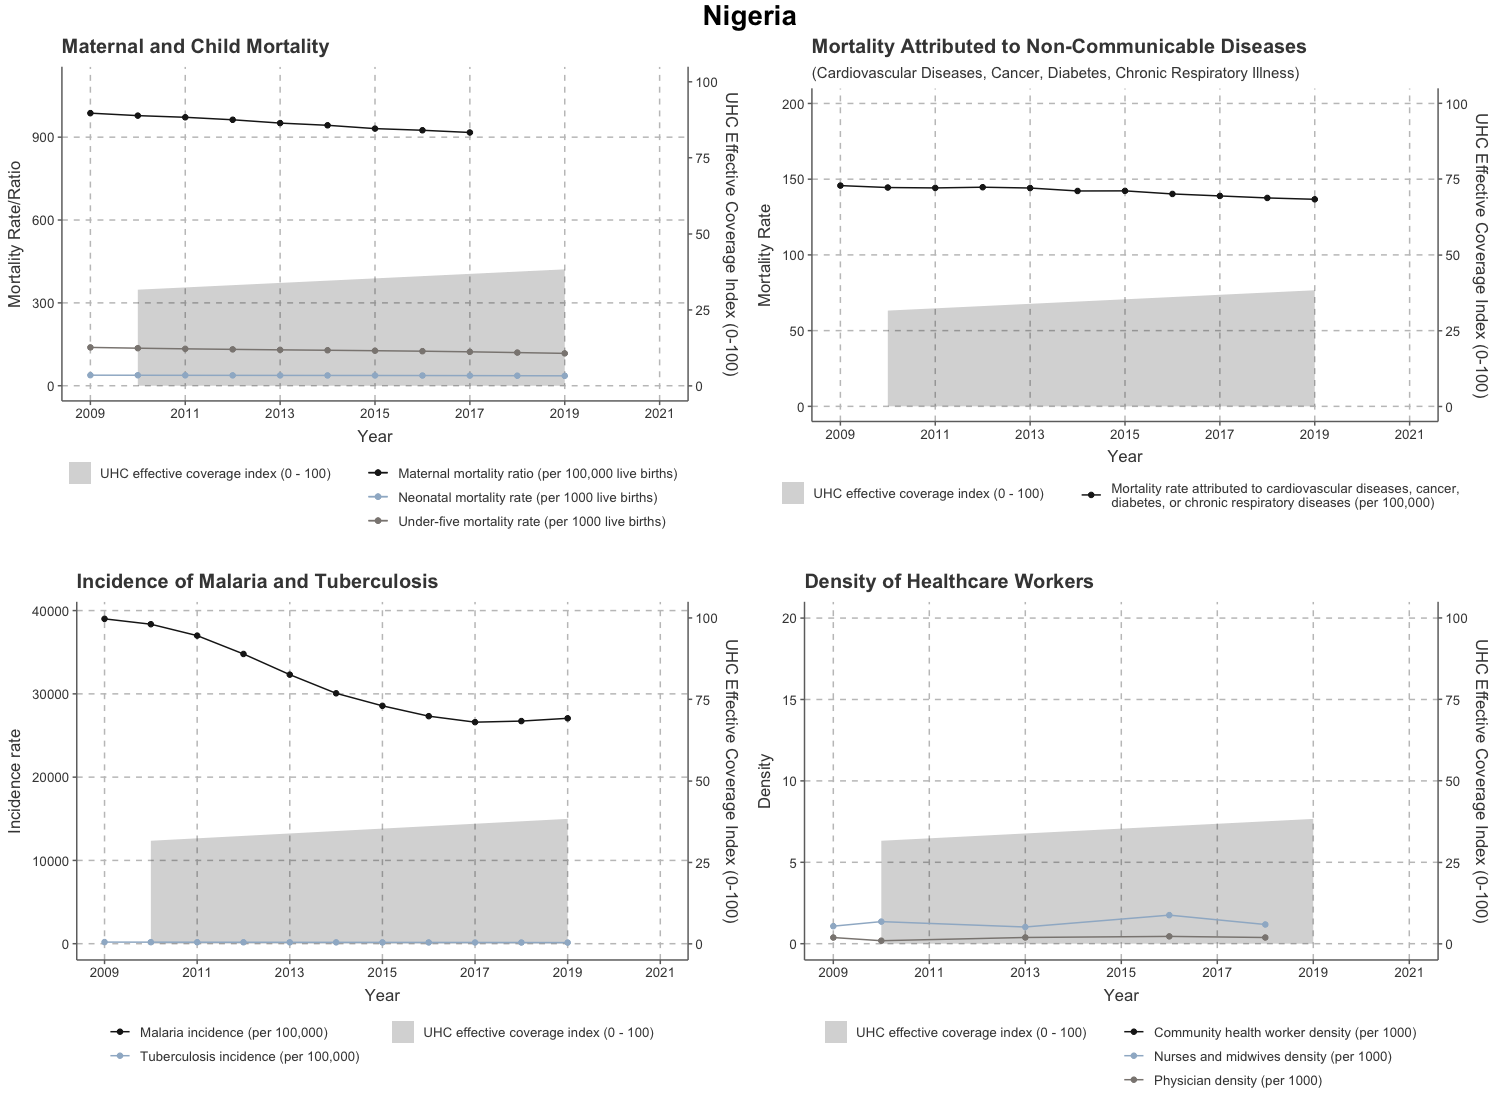 Nigeria
Maternal and Child Mortality
Mortality Rate/Ratio
900
600
300
0
100
75
50
25
0
UHC Effective Coverage Index (0-100)
2009 2011 2013 2015 2017 2019 2021
Year
UHC effective coverage index (0 - 100)
Maternal mortality ratio (per 100,000 live births)
Neonatal mortality rate (per 1000 live births)
Under-five mortality rate (per 1000 live births)
Mortality Attributed to Non-Communicable Diseases
(Cardiovascular Diseases, Cancer, Diabetes, Chronic Respiratory Illness)
Mortality Rate
200
150
100
50
0
100
75
50
25
0
UHC Effective Coverage Index (0-100)
2009 2011 2013 2015 2017 2019 2021
Year
UHC effective coverage index (0 - 100)
Mortality rate attributed to cardiovascular diseases, cancer,
diabetes, or chronic respiratory diseases (per 100,000)
Incidence of Malaria and Tuberculosis
Incidence rate
40000
30000
20000
10000
0
100
75
50
25
0
UHC Effective Coverage Index (0-100)
2009 2011 2013 2015 2017 2019 2021
Year
Malaria incidence (per 100,000)
Tuberculosis incidence (per 100,000)
UHC effective coverage index (0 - 100)
Density of Healthcare Workers
Density
20
15
10
5
0
100
75
50
25
0
UHC Effective Coverage Index (0-100)
2009 2011 2013 2015 2017 2019 2021
Year
UHC effective coverage index (0 - 100)
Community health worker density (per 1000)
Nurses and midwives density (per 1000)
Physician density (per 1000)